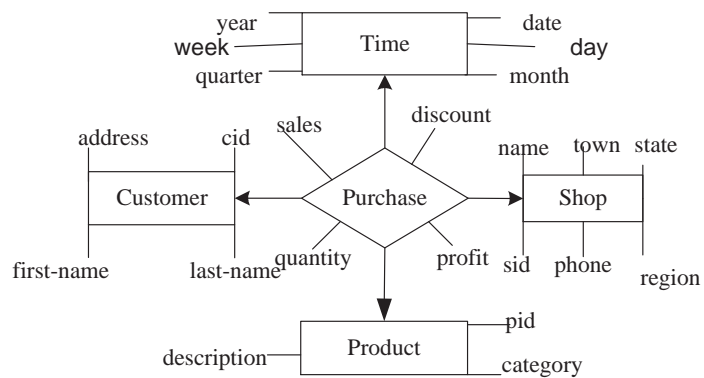 year
date
Time
week
day
quarter
month
sales
discount
address
cid
name
town
state
Customer
Purchase
Shop
first-name
last-name
quantity
profit
sid
phone
region
pid
Product
description
category